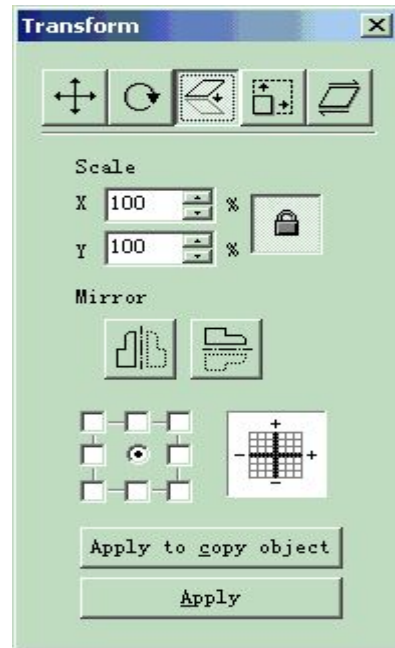 Transform
Scale
X 100 %
Y 100 %
Mirror
+
- +
-
Apply to copy object
Apply